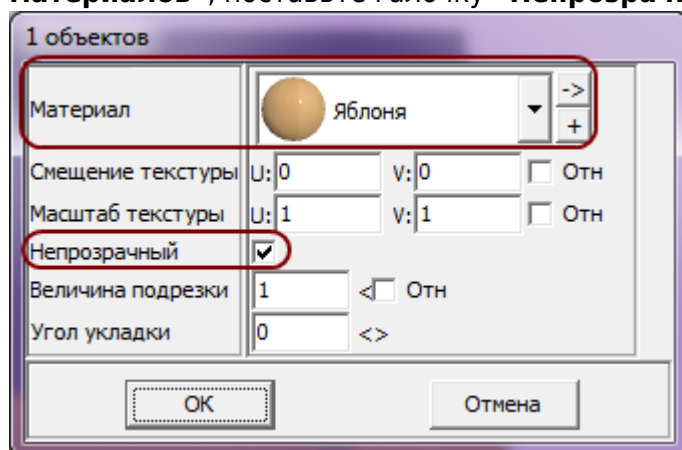 1 объектов
Материал Яблоня -> +
Смещение текстуры U: 0 V: 0 Отн
Масштаб текстуры U: 1 V: 1 Отн
Непрозрачный
Величина подрезки 1 < Отн
Угол укладки 0 <>
OK Отмена